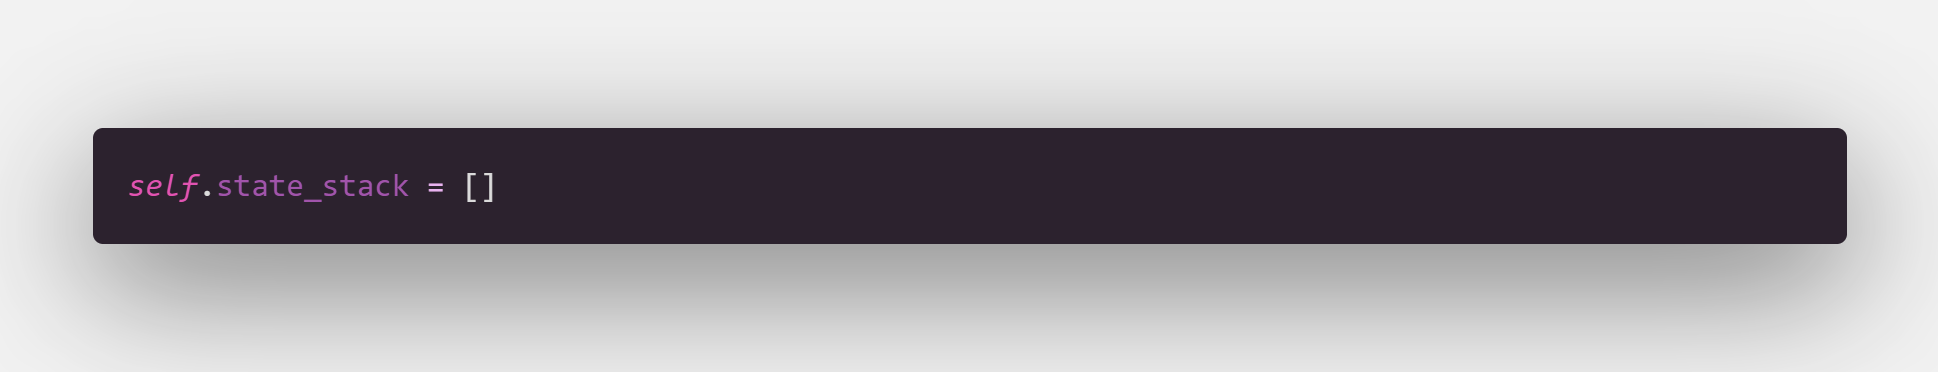 self.state_stack = []